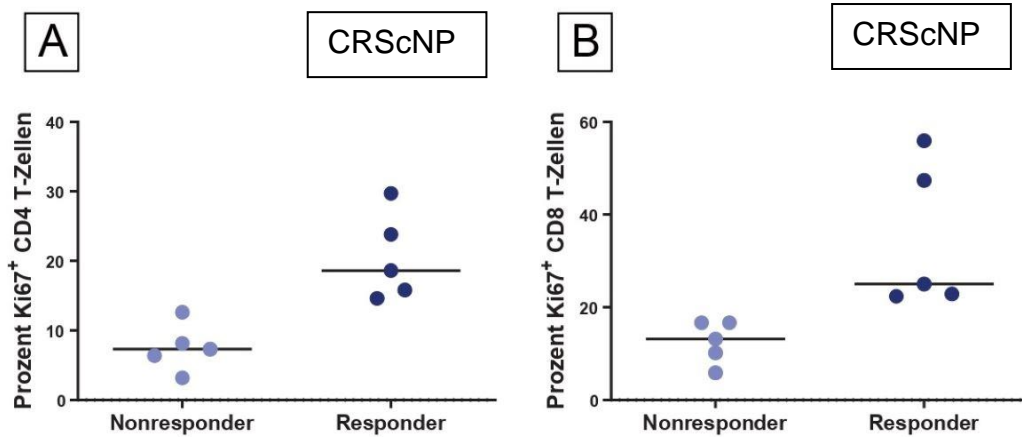 A
CRScNP
Prozent Ki67⁺ CD4 T-Zellen
40
30
20
10
0
Nonresponder
Responder
B
CRScNP
Prozent Ki67⁺ CD8 T-Zellen
60
40
20
0
Nonresponder
Responder